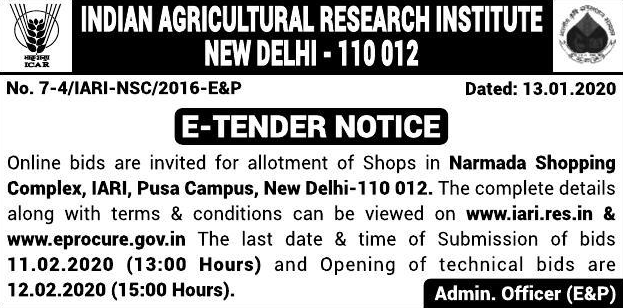 INDIAN AGRICULTURAL RESEARCH INSTITUTE
NEW DELHI - 110 012
ICAR
No. 7-4/IARI-NSC/2016-E&P Dated: 13.01.2020
E-TENDER NOTICE
Online bids are invited for allotment of Shops in Narmada Shopping
Complex, IARI, Pusa Campus, New Delhi-110 012. The complete details
along with terms & conditions can be viewed on www.iari.res.in &
www.eprocure.gov.in The last date & time of Submission of bids
11.02.2020 (13:00 Hours) and Opening of technical bids are
12.02.2020 (15:00 Hours).
Admin. Officer (E&P)